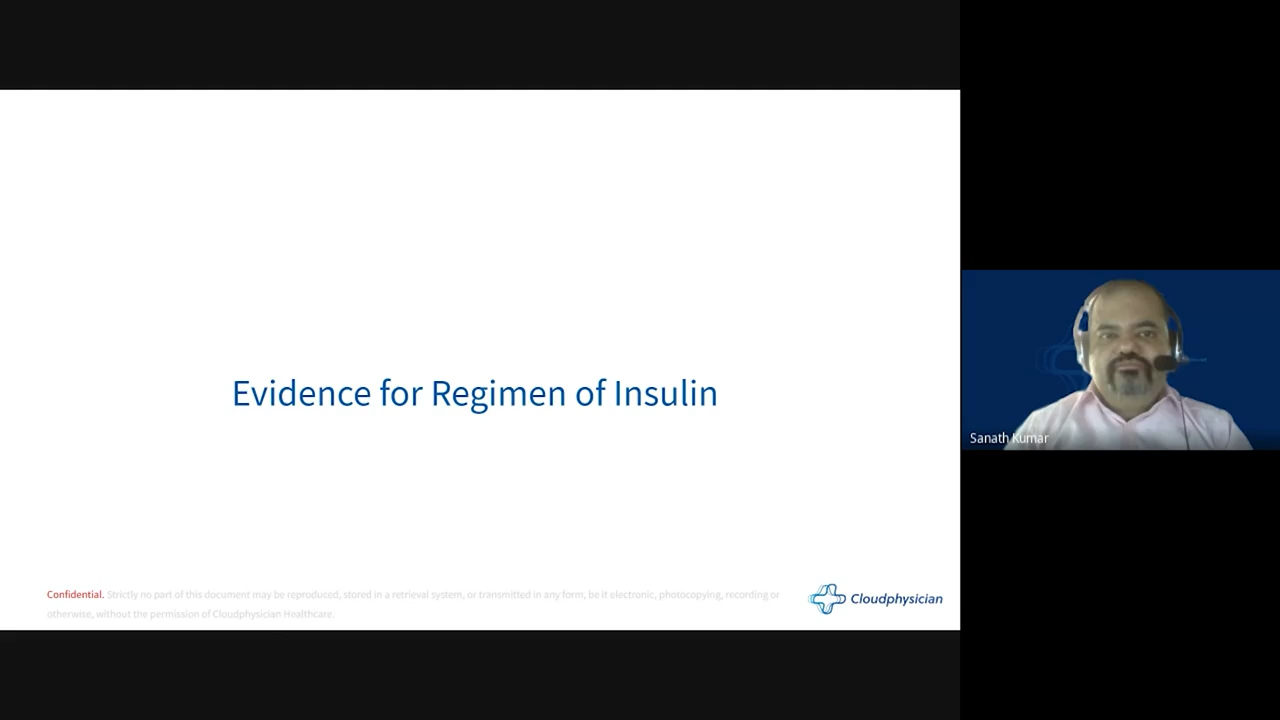 Evidence for Regimen of Insulin
Sanath Kumar
Confidential. Strictly no part of this document may be reproduced, stored in a retrieval system, or transmitted in any form, be it electronic, photocopying, recording or
otherwise, without the permission of Cloudphysician Healthcare.
Cloudphysician